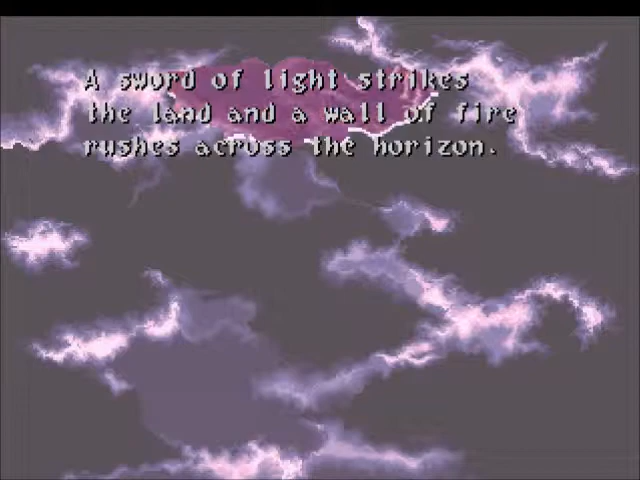 A sword of light strikes
the land and a wall of fire
rushes across the horizon.